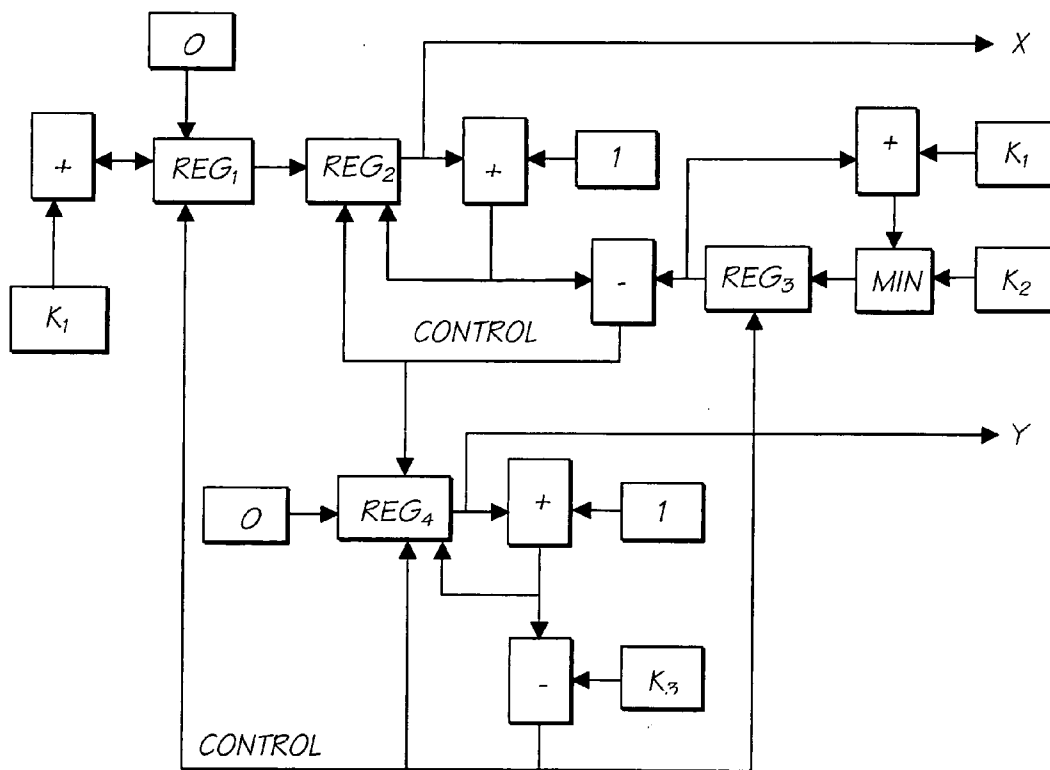 0
X
+
REG₁
REG₂
+
1
+
K₁
K₁
-
REG₃
MIN
K₂
CONTROL
Y
0
REG₄
+
1
-
K₃
CONTROL